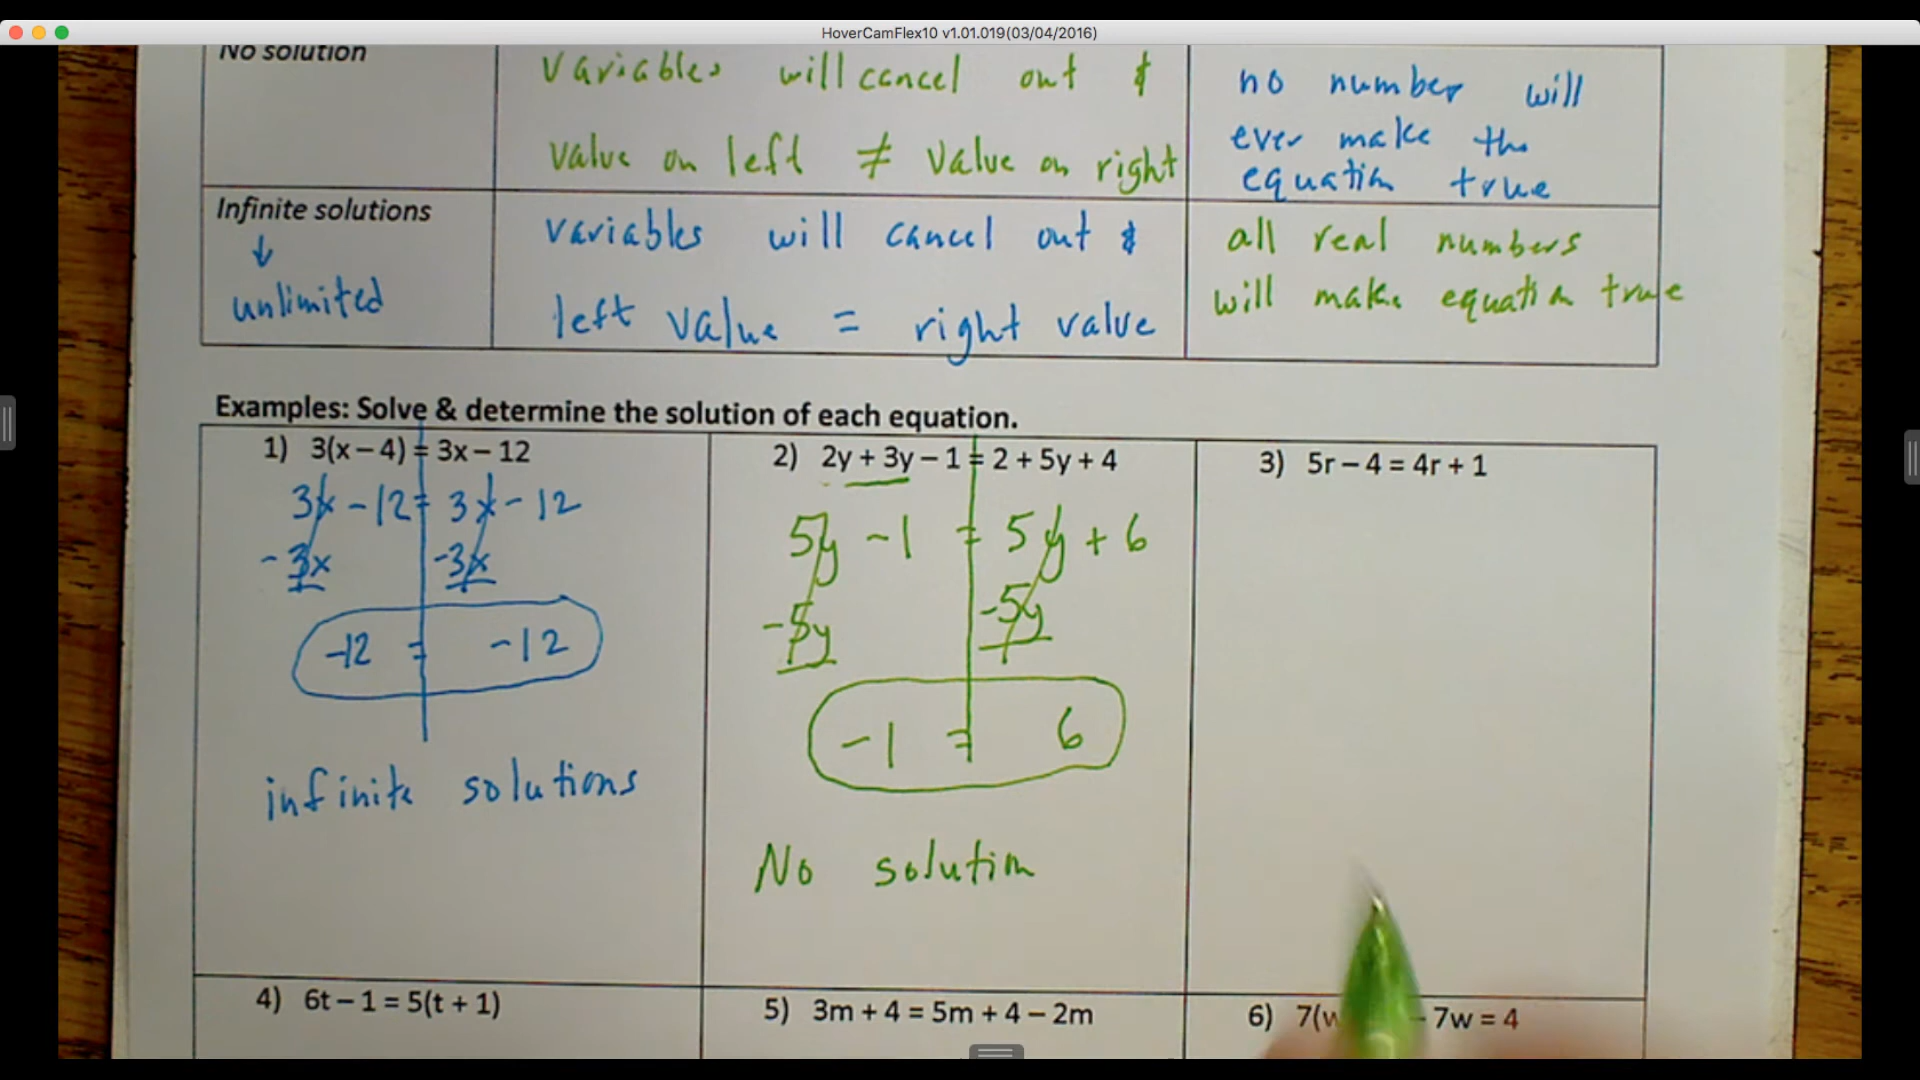 HoverCamFlex10 v1.01.019(03/04/2016)
No solution
variables will cancel out &
value on left ≠ value on right
no number will
ever make the
equation true
Infinite solutions
↓
unlimited
variables will cancel out &
left value = right value
all real numbers
will make equation true
Examples: Solve & determine the solution of each equation.
1) 3(x – 4) = 3x – 12
3x - 12 = 3x - 12
-3x -3x
-12 = -12
infinite solutions
2) 2y + 3y – 1 = 2 + 5y + 4
5y - 1 = 5y + 6
-5y -5y
-1 = 6
No solution
3) 5r – 4 = 4r + 1
4) 6t – 1 = 5(t + 1)
5) 3m + 4 = 5m + 4 – 2m
6) 7(w – 7w = 4